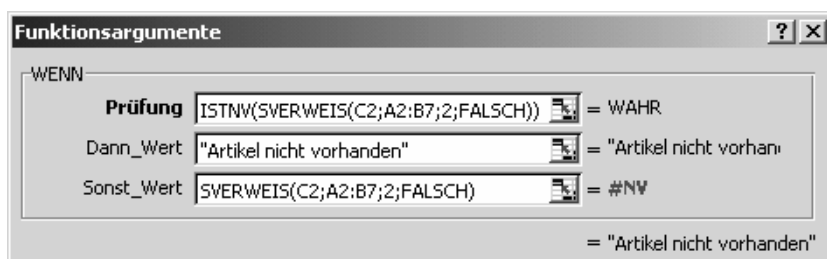 Funktionsargumente
WENN
Prüfung ISTNV(SVERWEIS(C2;A2:B7;2;FALSCH)) = WAHR
Dann_Wert "Artikel nicht vorhanden" = "Artikel nicht vorhan
Sonst_Wert SVERWEIS(C2;A2:B7;2;FALSCH) = #NV
= "Artikel nicht vorhanden"